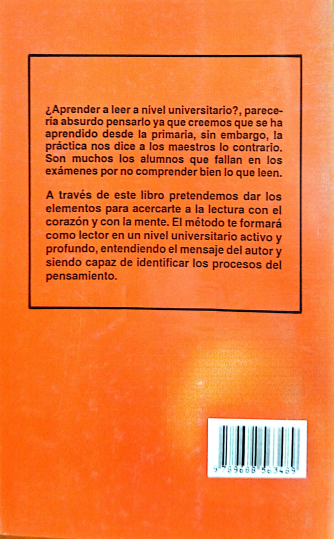 ¿Aprender a leer a nivel universitario?, parece-
ría absurdo pensarlo ya que creemos que se ha
aprendido desde la primaria, sin embargo, la
práctica nos dice a los maestros lo contrario.
Son muchos los alumnos que fallan en los
exámenes por no comprender bien lo que leen.
A través de este libro pretendemos dar los
elementos para acercarte a la lectura con el
corazón y con la mente. El método te formará
como lector en un nivel universitario activo y
profundo, entendiendo el mensaje del autor y
siendo capaz de identificar los procesos del
pensamiento.
9 789688 563489